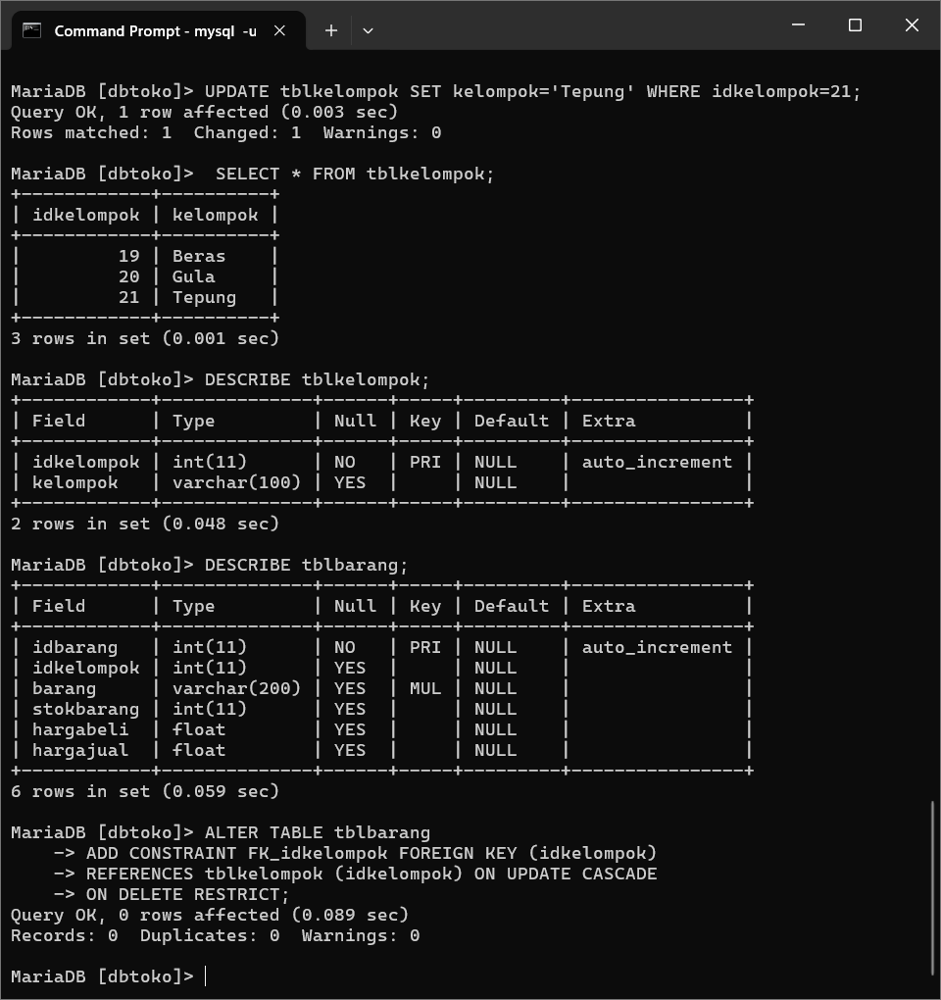 Command Prompt - mysql  -u
MariaDB [dbtoko]> UPDATE tblkelompok SET kelompok='Tepung' WHERE idkelompok=21;
Query OK, 1 row affected (0.003 sec)
Rows matched: 1  Changed: 1  Warnings: 0
MariaDB [dbtoko]>  SELECT * FROM tblkelompok;
+------------+----------+
| idkelompok | kelompok |
+------------+----------+
|         19 | Beras    |
|         20 | Gula     |
|         21 | Tepung   |
+------------+----------+
3 rows in set (0.001 sec)
MariaDB [dbtoko]> DESCRIBE tblkelompok;
+------------+--------------+------+-----+---------+----------------+
| Field      | Type         | Null | Key | Default | Extra          |
+------------+--------------+------+-----+---------+----------------+
| idkelompok | int(11)      | NO   | PRI | NULL    | auto_increment |
| kelompok   | varchar(100) | YES  |     | NULL    |                |
+------------+--------------+------+-----+---------+----------------+
2 rows in set (0.048 sec)
MariaDB [dbtoko]> DESCRIBE tblbarang;
+------------+--------------+------+-----+---------+----------------+
| Field      | Type         | Null | Key | Default | Extra          |
+------------+--------------+------+-----+---------+----------------+
| idbarang   | int(11)      | NO   | PRI | NULL    | auto_increment |
| idkelompok | int(11)      | YES  |     | NULL    |                |
| barang     | varchar(200) | YES  | MUL | NULL    |                |
| stokbarang | int(11)      | YES  |     | NULL    |                |
| hargabeli  | float        | YES  |     | NULL    |                |
| hargajual  | float        | YES  |     | NULL    |                |
+------------+--------------+------+-----+---------+----------------+
6 rows in set (0.059 sec)
MariaDB [dbtoko]> ALTER TABLE tblbarang
    -> ADD CONSTRAINT FK_idkelompok FOREIGN KEY (idkelompok)
    -> REFERENCES tblkelompok (idkelompok) ON UPDATE CASCADE
    -> ON DELETE RESTRICT;
Query OK, 0 rows affected (0.089 sec)
Records: 0  Duplicates: 0  Warnings: 0
MariaDB [dbtoko]>